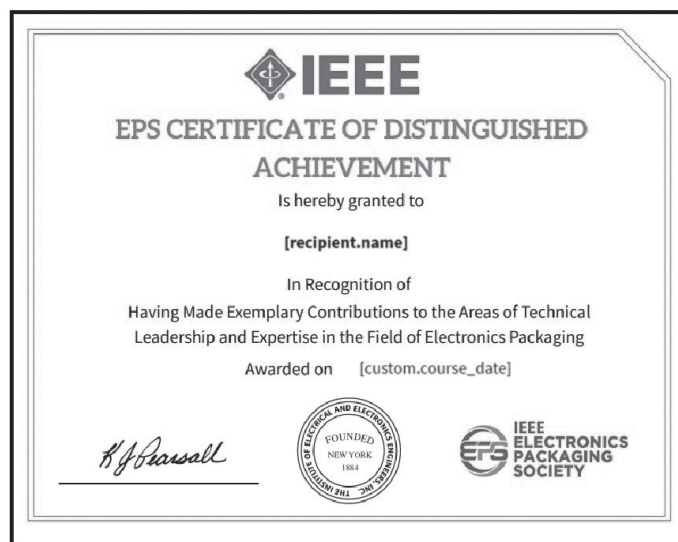 IEEE
EPS CERTIFICATE OF DISTINGUISHED
ACHIEVEMENT
Is hereby granted to
[recipient.name]
In Recognition of
Having Made Exemplary Contributions to the Areas of Technical
Leadership and Expertise in the Field of Electronics Packaging
Awarded on [custom.course_date]
K J Pearsall
THE INSTITUTE OF ELECTRICAL AND ELECTRONICS ENGINEERS, INC.
FOUNDED
NEW YORK
1884
EPS
IEEE
ELECTRONICS
PACKAGING
SOCIETY